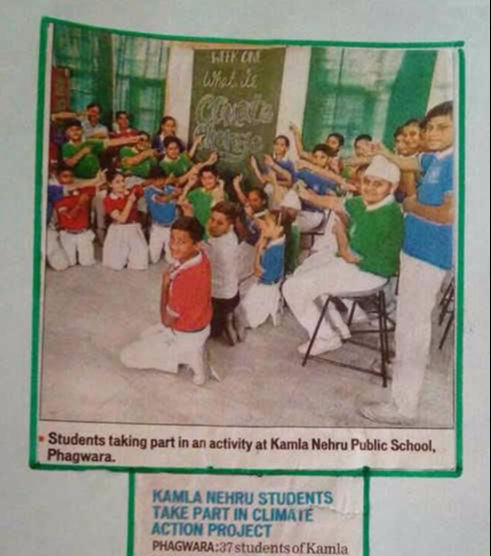 WEEK ONE
What Is
CLIMATE
CHANGE
Students taking part in an activity at Kamla Nehru Public School,
Phagwara.
KAMLA NEHRU STUDENTS
TAKE PART IN CLIMATE
ACTION PROJECT
PHAGWARA:37 students of Kamla